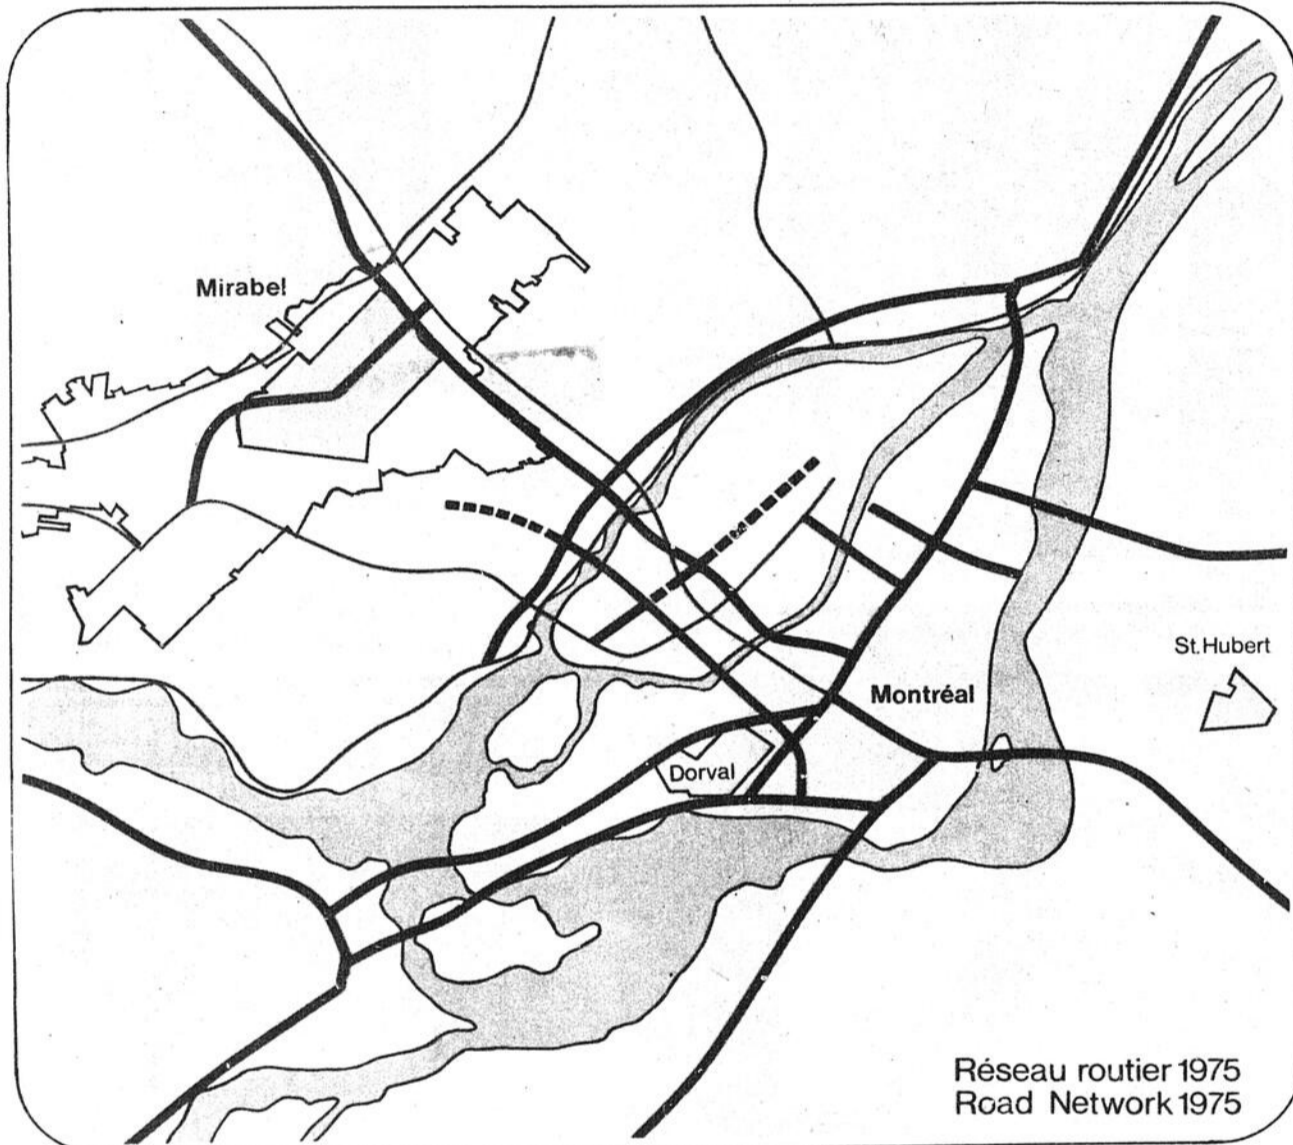 Mirabel
St.Hubert
Montréal
Dorval
Réseau routier 1975
Road Network 1975